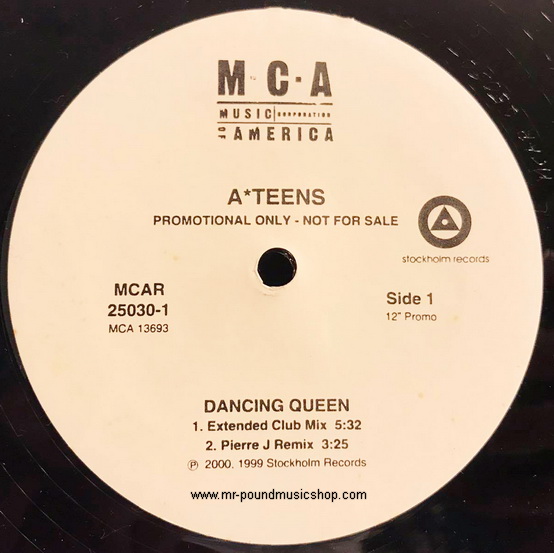 M·C·A
MUSIC CORPORATION
OF AMERICA
A*TEENS
PROMOTIONAL ONLY - NOT FOR SALE
stockholm records
MCAR
25030-1
MCA 13693
Side 1
12" Promo
DANCING QUEEN
1. Extended Club Mix 5:32
2. Pierre J Remix 3:25
℗ 2000, 1999 Stockholm Records
www.mr-poundmusicshop.com